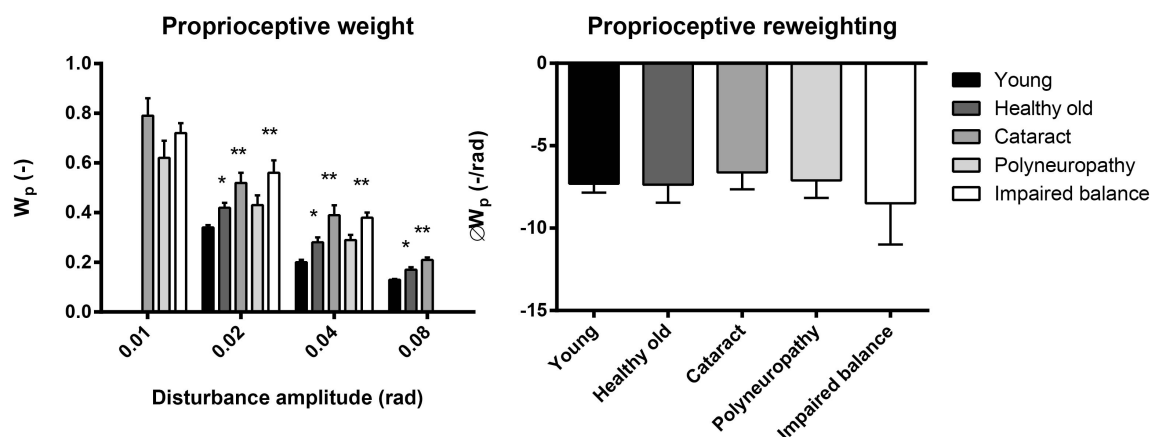 Proprioceptive weight
1.0
0.8
0.6
0.4
0.2
0.0
Wp (-)
* ** **
* ** **
* **
0.01 0.02 0.04 0.08
Disturbance amplitude (rad)
Proprioceptive reweighting
0
-5
-10
-15
∅Wp (-/rad)
Young Healthy old Cataract Polyneuropathy Impaired balance
Young
Healthy old
Cataract
Polyneuropathy
Impaired balance